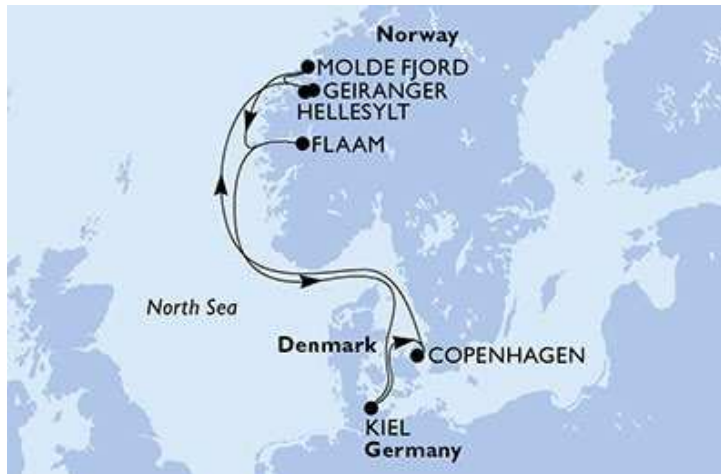 Norway
MOLDE FJORD
GEIRANGER
HELLESYLT
FLAAM
North Sea
Denmark
COPENHAGEN
KIEL
Germany